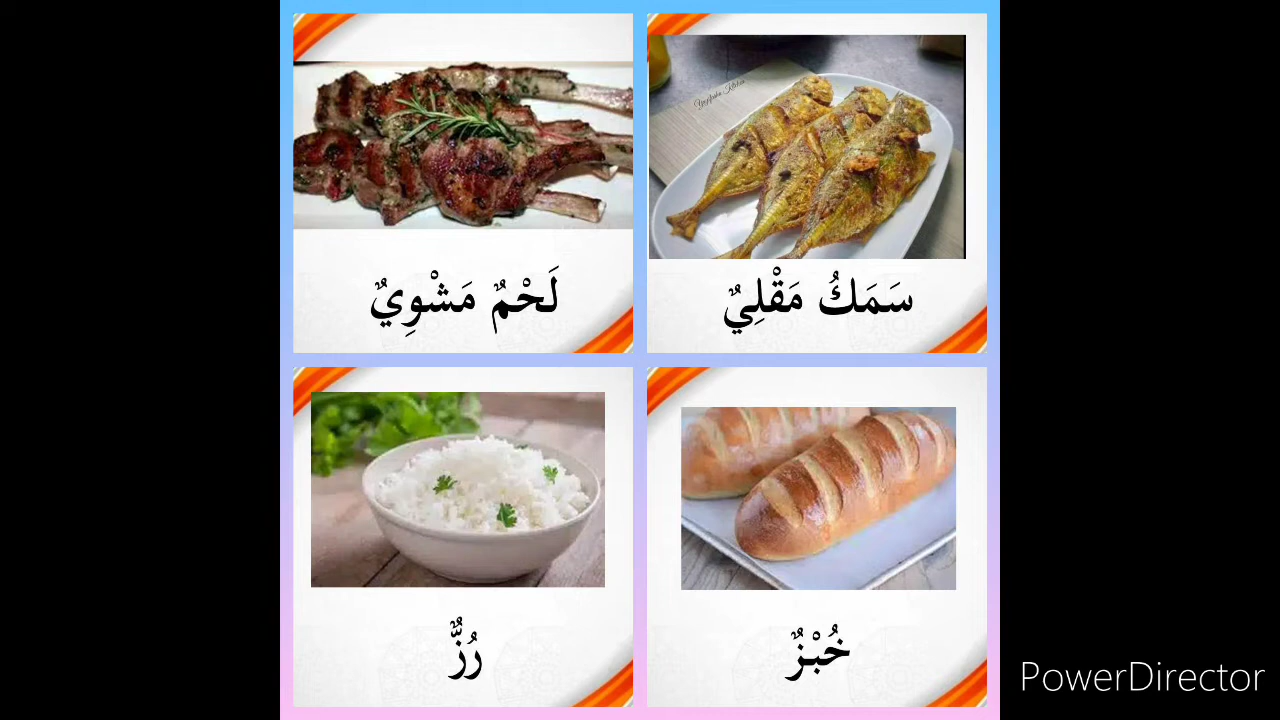 سَمَكُ مَقْلِيٌ
لَحْمٌ مَشْوِيٌ
خُبْزٌ
رُزٌّ
PowerDirector